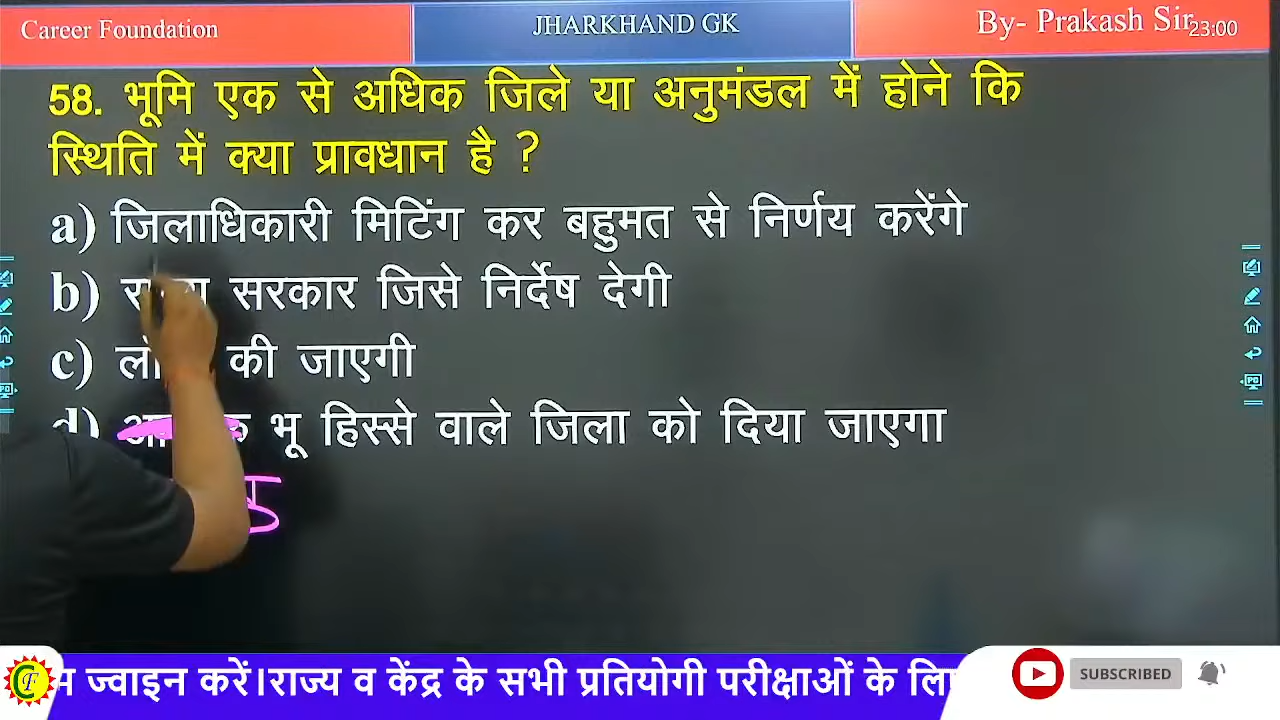 Career Foundation
JHARKHAND GK
By- Prakash Sir
23:00
58. भूमि एक से अधिक जिले या अनुमंडल में होने कि
स्थिति में क्या प्रावधान है ?
a) जिलाधिकारी मिटिंग कर बहुमत से निर्णय करेंगे
b) सरकार जिसे निर्देष देगी
c) की जाएगी
d) भू हिस्से वाले जिला को दिया जाएगा
ज्वाइन करें।राज्य व केंद्र के सभी प्रतियोगी परीक्षाओं के
SUBSCRIBED